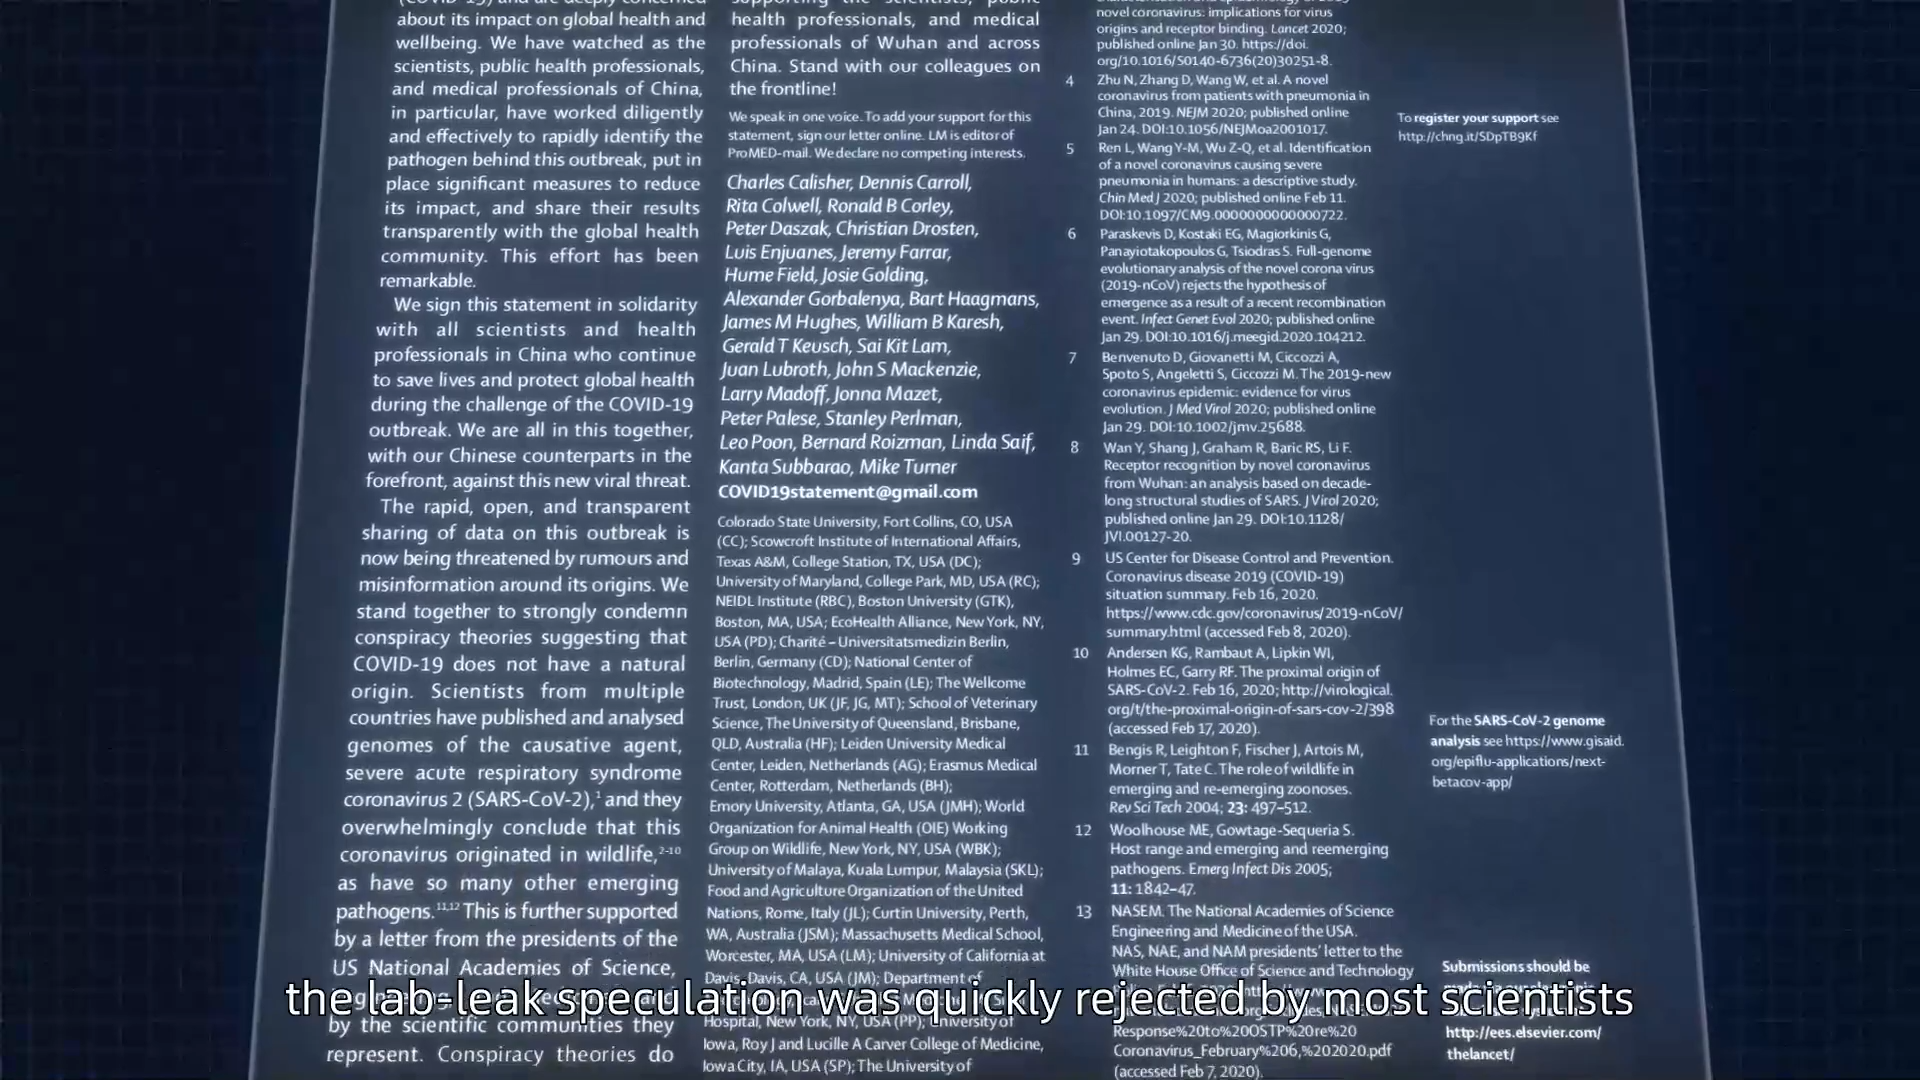 (COVID-19) and are deeply concerned
about its impact on global health and
wellbeing. We have watched as the
scientists, public health professionals,
and medical professionals of China,
in particular, have worked diligently
and effectively to rapidly identify the
pathogen behind this outbreak, put in
place significant measures to reduce
its impact, and share their results
transparently with the global health
community. This effort has been
remarkable.
We sign this statement in solidarity
with all scientists and health
professionals in China who continue
to save lives and protect global health
during the challenge of the COVID-19
outbreak. We are all in this together,
with our Chinese counterparts in the
forefront, against this new viral threat.
The rapid, open, and transparent
sharing of data on this outbreak is
now being threatened by rumours and
misinformation around its origins. We
stand together to strongly condemn
conspiracy theories suggesting that
COVID-19 does not have a natural
origin. Scientists from multiple
countries have published and analysed
genomes of the causative agent,
severe acute respiratory syndrome
coronavirus 2 (SARS-CoV-2),¹ and they
overwhelmingly conclude that this
coronavirus originated in wildlife,²⁻¹⁰
as have so many other emerging
pathogens.¹¹,¹² This is further supported
by a letter from the presidents of the
US National Academies of Science,
by the scientific communities they
represent. Conspiracy theories do
supporting the scientists, public
health professionals, and medical
professionals of Wuhan and across
China. Stand with our colleagues on
the frontline!
We speak in one voice. To add your support for this
statement, sign our letter online. LM is editor of
ProMED-mail. We declare no competing interests.
Charles Calisher, Dennis Carroll,
Rita Colwell, Ronald B Corley,
Peter Daszak, Christian Drosten,
Luis Enjuanes, Jeremy Farrar,
Hume Field, Josie Golding,
Alexander Gorbalenya, Bart Haagmans,
James M Hughes, William B Karesh,
Gerald T Keusch, Sai Kit Lam,
Juan Lubroth, John S Mackenzie,
Larry Madoff, Jonna Mazet,
Peter Palese, Stanley Perlman,
Leo Poon, Bernard Roizman, Linda Saif,
Kanta Subbarao, Mike Turner
COVID19statement@gmail.com
Colorado State University, Fort Collins, CO, USA
(CC); Scowcroft Institute of International Affairs,
Texas A&M, College Station, TX, USA (DC);
University of Maryland, College Park, MD, USA (RC);
NEIDL Institute (RBC), Boston University (GTK),
Boston, MA, USA; EcoHealth Alliance, New York, NY,
USA (PD); Charité – Universitatsmedizin Berlin,
Berlin, Germany (CD); National Center of
Biotechnology, Madrid, Spain (LE); The Wellcome
Trust, London, UK (JF, JG, MT); School of Veterinary
Science, The University of Queensland, Brisbane,
QLD, Australia (HF); Leiden University Medical
Center, Leiden, Netherlands (AG); Erasmus Medical
Center, Rotterdam, Netherlands (BH);
Emory University, Atlanta, GA, USA (JMH); World
Organization for Animal Health (OIE) Working
Group on Wildlife, New York, NY, USA (WBK);
University of Malaya, Kuala Lumpur, Malaysia (SKL);
Food and Agriculture Organization of the United
Nations, Rome, Italy (JL); Curtin University, Perth,
WA, Australia (JSM); Massachusetts Medical School,
Worcester, MA, USA (LM); University of California at
Davis, Davis, CA, USA (JM); Department of
Hospital, New York, NY, USA (PP); University of
Iowa, Roy J and Lucille A Carver College of Medicine,
Iowa City, IA, USA (SP); The University of
novel coronavirus: implications for virus
origins and receptor binding. Lancet 2020;
published online Jan 30. https://doi.
org/10.1016/S0140-6736(20)30251-8.
4 Zhu N, Zhang D, Wang W, et al. A novel
coronavirus from patients with pneumonia in
China, 2019. NEJM 2020; published online
Jan 24. DOI:10.1056/NEJMoa2001017.
5 Ren L, Wang Y-M, Wu Z-Q, et al. Identification
of a novel coronavirus causing severe
pneumonia in humans: a descriptive study.
Chin Med J 2020; published online Feb 11.
DOI:10.1097/CM9.0000000000000722.
6 Paraskevis D, Kostaki EG, Magiorkinis G,
Panayiotakopoulos G, Tsiodras S. Full-genome
evolutionary analysis of the novel corona virus
(2019-nCoV) rejects the hypothesis of
emergence as a result of a recent recombination
event. Infect Genet Evol 2020; published online
Jan 29. DOI:10.1016/j.meegid.2020.104212.
7 Benvenuto D, Giovanetti M, Ciccozzi A,
Spoto S, Angeletti S, Ciccozzi M. The 2019-new
coronavirus epidemic: evidence for virus
evolution. J Med Virol 2020; published online
Jan 29. DOI:10.1002/jmv.25688.
8 Wan Y, Shang J, Graham R, Baric RS, Li F.
Receptor recognition by novel coronavirus
from Wuhan: an analysis based on decade-
long structural studies of SARS. J Virol 2020;
published online Jan 29. DOI:10.1128/
JVI.00127-20.
9 US Center for Disease Control and Prevention.
Coronavirus disease 2019 (COVID-19)
situation summary. Feb 16, 2020.
https://www.cdc.gov/coronavirus/2019-nCoV/
summary.html (accessed Feb 8, 2020).
10 Andersen KG, Rambaut A, Lipkin WI,
Holmes EC, Garry RF. The proximal origin of
SARS-CoV-2. Feb 16, 2020; http://virological.
org/t/the-proximal-origin-of-sars-cov-2/398
(accessed Feb 17, 2020).
11 Bengis R, Leighton F, Fischer J, Artois M,
Morner T, Tate C. The role of wildlife in
emerging and re-emerging zoonoses.
Rev Sci Tech 2004; 23: 497–512.
12 Woolhouse ME, Gowtage-Sequeria S.
Host range and emerging and reemerging
pathogens. Emerg Infect Dis 2005;
11: 1842–47.
13 NASEM. The National Academies of Science
Engineering and Medicine of the USA.
NAS, NAE, and NAM presidents' letter to the
White House Office of Science and Technology
Response%20to%20OSTP%20re%20
Coronavirus_February%206,%202020.pdf
(accessed Feb 7, 2020).
To register your support see
http://chng.it/SDpTB9Kf
For the SARS-CoV-2 genome
analysis see https://www.gisaid.
org/epiflu-applications/next-
betacov-app/
Submissions should be
http://ees.elsevier.com/
thelancet/
the lab-leak speculation was quickly rejected by most scientists